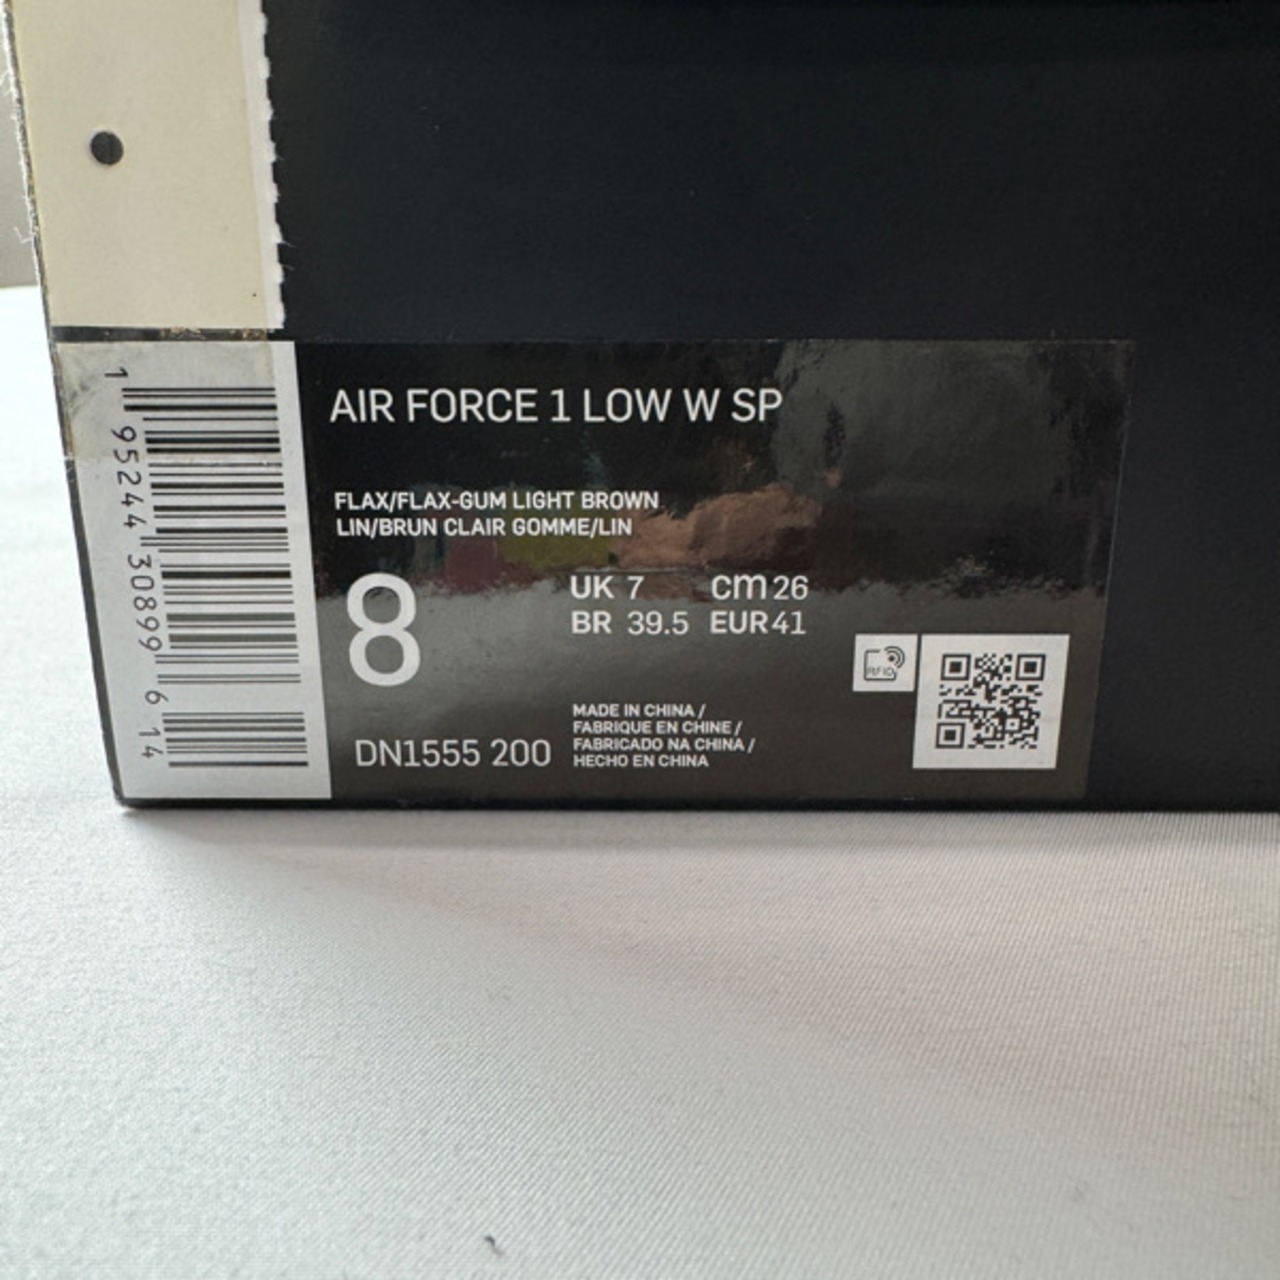 AIR FORCE 1 LOW W SP
FLAX/FLAX-GUM LIGHT BROWN
LIN/BRUN CLAIR GOMME/LIN
8
UK 7 cm 26
BR 39.5 EUR 41
RFID
DN1555 200
MADE IN CHINA /
FABRIQUE EN CHINE /
FABRICADO NA CHINA /
HECHO EN CHINA
1 95244 30899 6 14